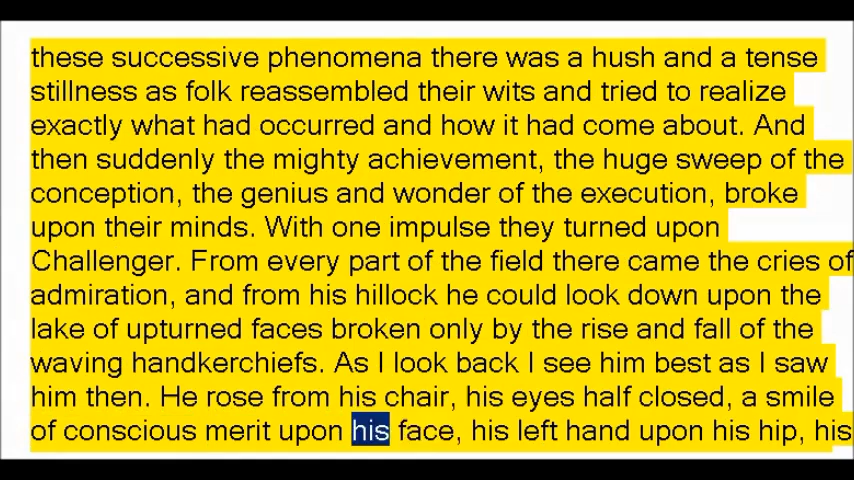 these successive phenomena there was a hush and a tense
stillness as folk reassembled their wits and tried to realize
exactly what had occurred and how it had come about. And
then suddenly the mighty achievement, the huge sweep of the
conception, the genius and wonder of the execution, broke
upon their minds. With one impulse they turned upon
Challenger. From every part of the field there came the cries of
admiration, and from his hillock he could look down upon the
lake of upturned faces broken only by the rise and fall of the
waving handkerchiefs. As I look back I see him best as I saw
him then. He rose from his chair, his eyes half closed, a smile
of conscious merit upon his face, his left hand upon his hip, his